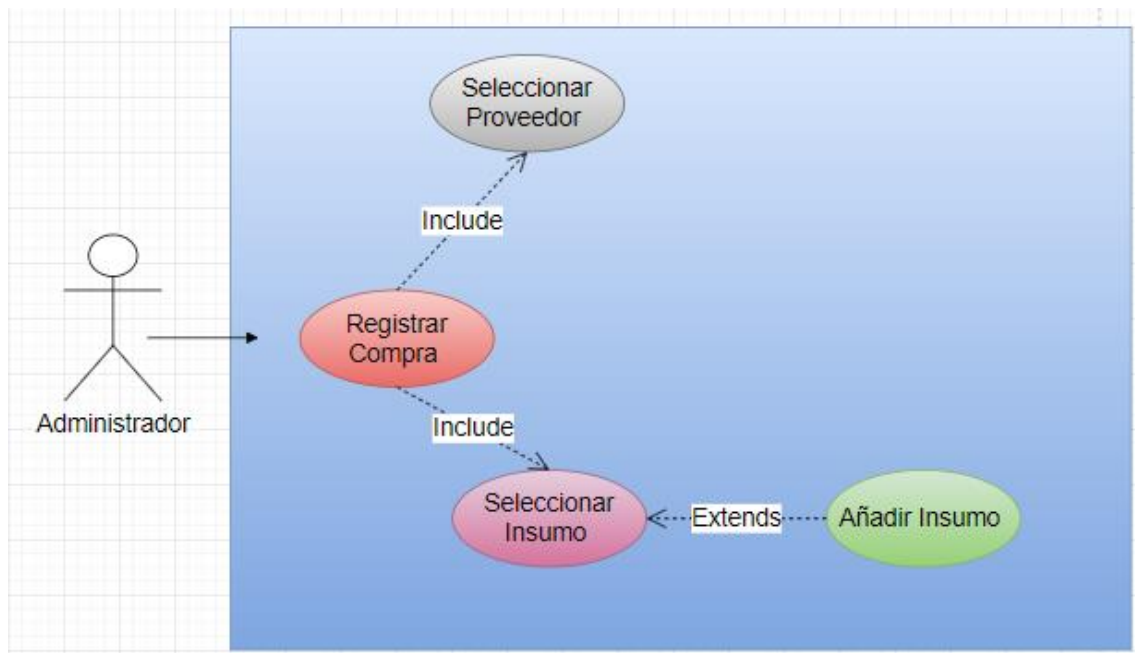 Seleccionar
Proveedor
Include
Registrar
Compra
Administrador
Include
Seleccionar
Insumo
Extends
Añadir Insumo